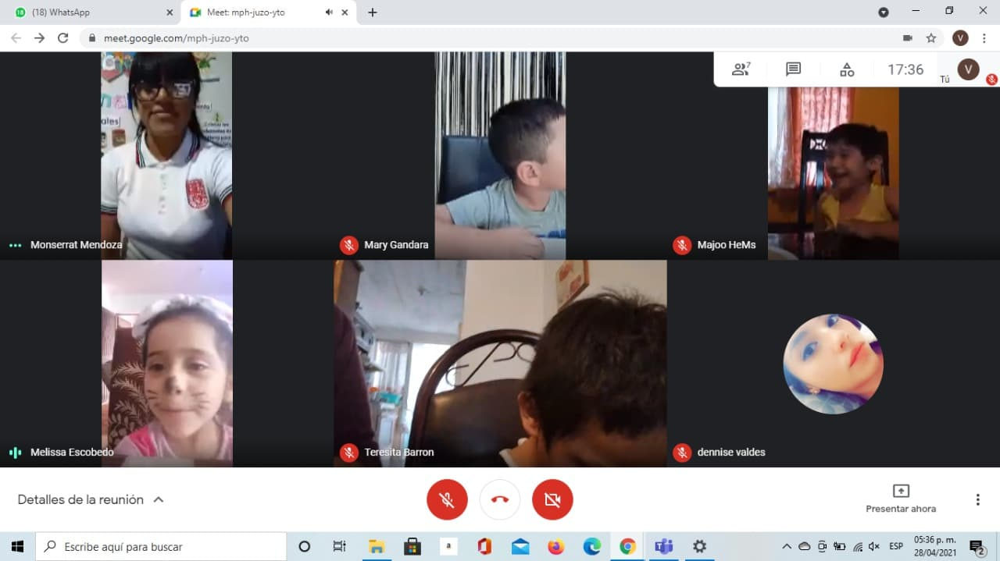 (18) WhatsApp
Meet: mph-juzo-yto
meet.google.com/mph-juzo-yto
V
7
17:36
Tú
V
ales
Monserrat Mendoza
Mary Gandara
Majoo HeMs
Melissa Escobedo
Teresita Barron
dennise valdes
Detalles de la reunión
Presentar ahora
Escribe aquí para buscar
a
ESP
05:36 p. m.
28/04/2021
2